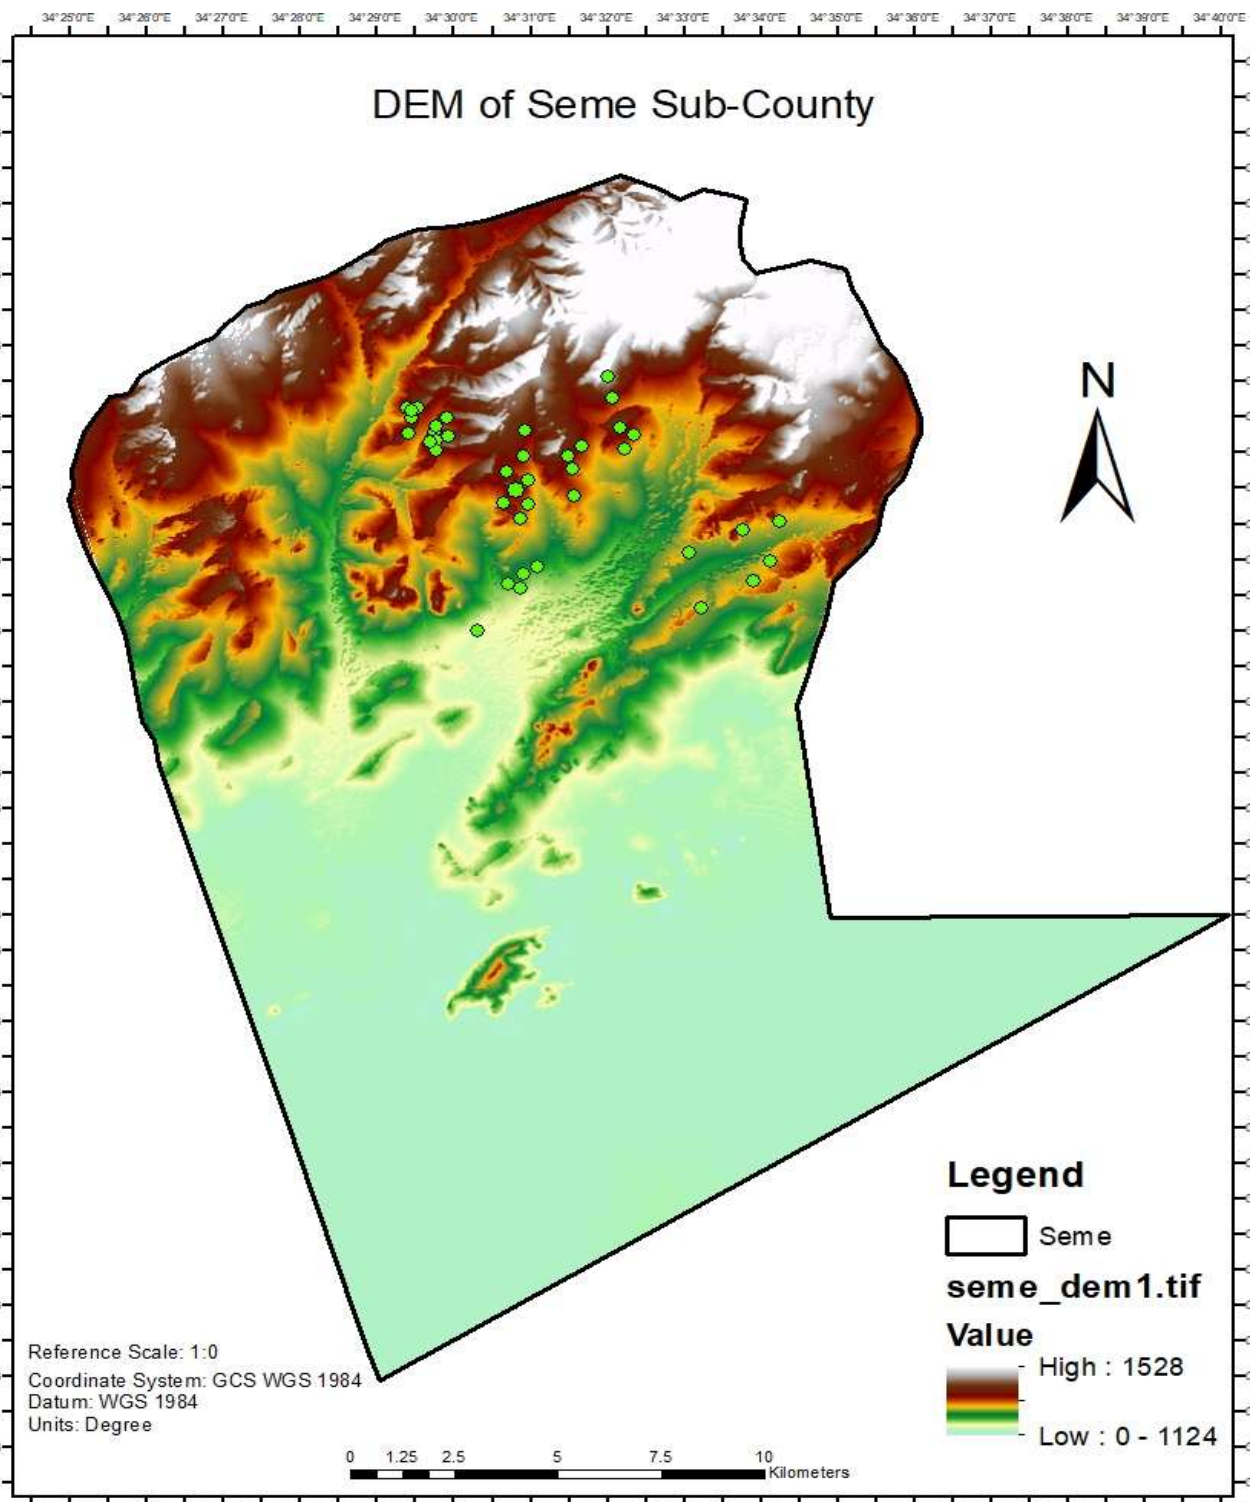 34°25'0"E 34°26'0"E 34°27'0"E 34°28'0"E 34°29'0"E 34°30'0"E 34°31'0"E 34°32'0"E 34°33'0"E 34°34'0"E 34°35'0"E 34°36'0"E 34°37'0"E 34°38'0"E 34°39'0"E 34°40'0"E
DEM of Seme Sub-County
N
Legend
Seme
seme_dem1.tif
Value
High : 1528
Low : 0 - 1124
Reference Scale: 1:0
Coordinate System: GCS WGS 1984
Datum: WGS 1984
Units: Degree
0 1.25 2.5 5 7.5 10
Kilometers